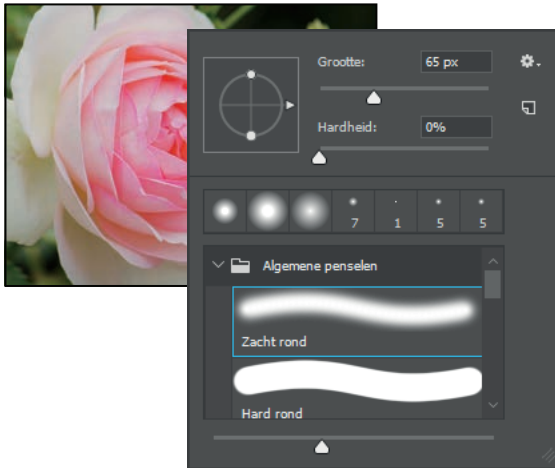 Grootte: 65 px
Hardheid: 0%
7 1 5 5
Algemene penselen
Zacht rond
Hard rond